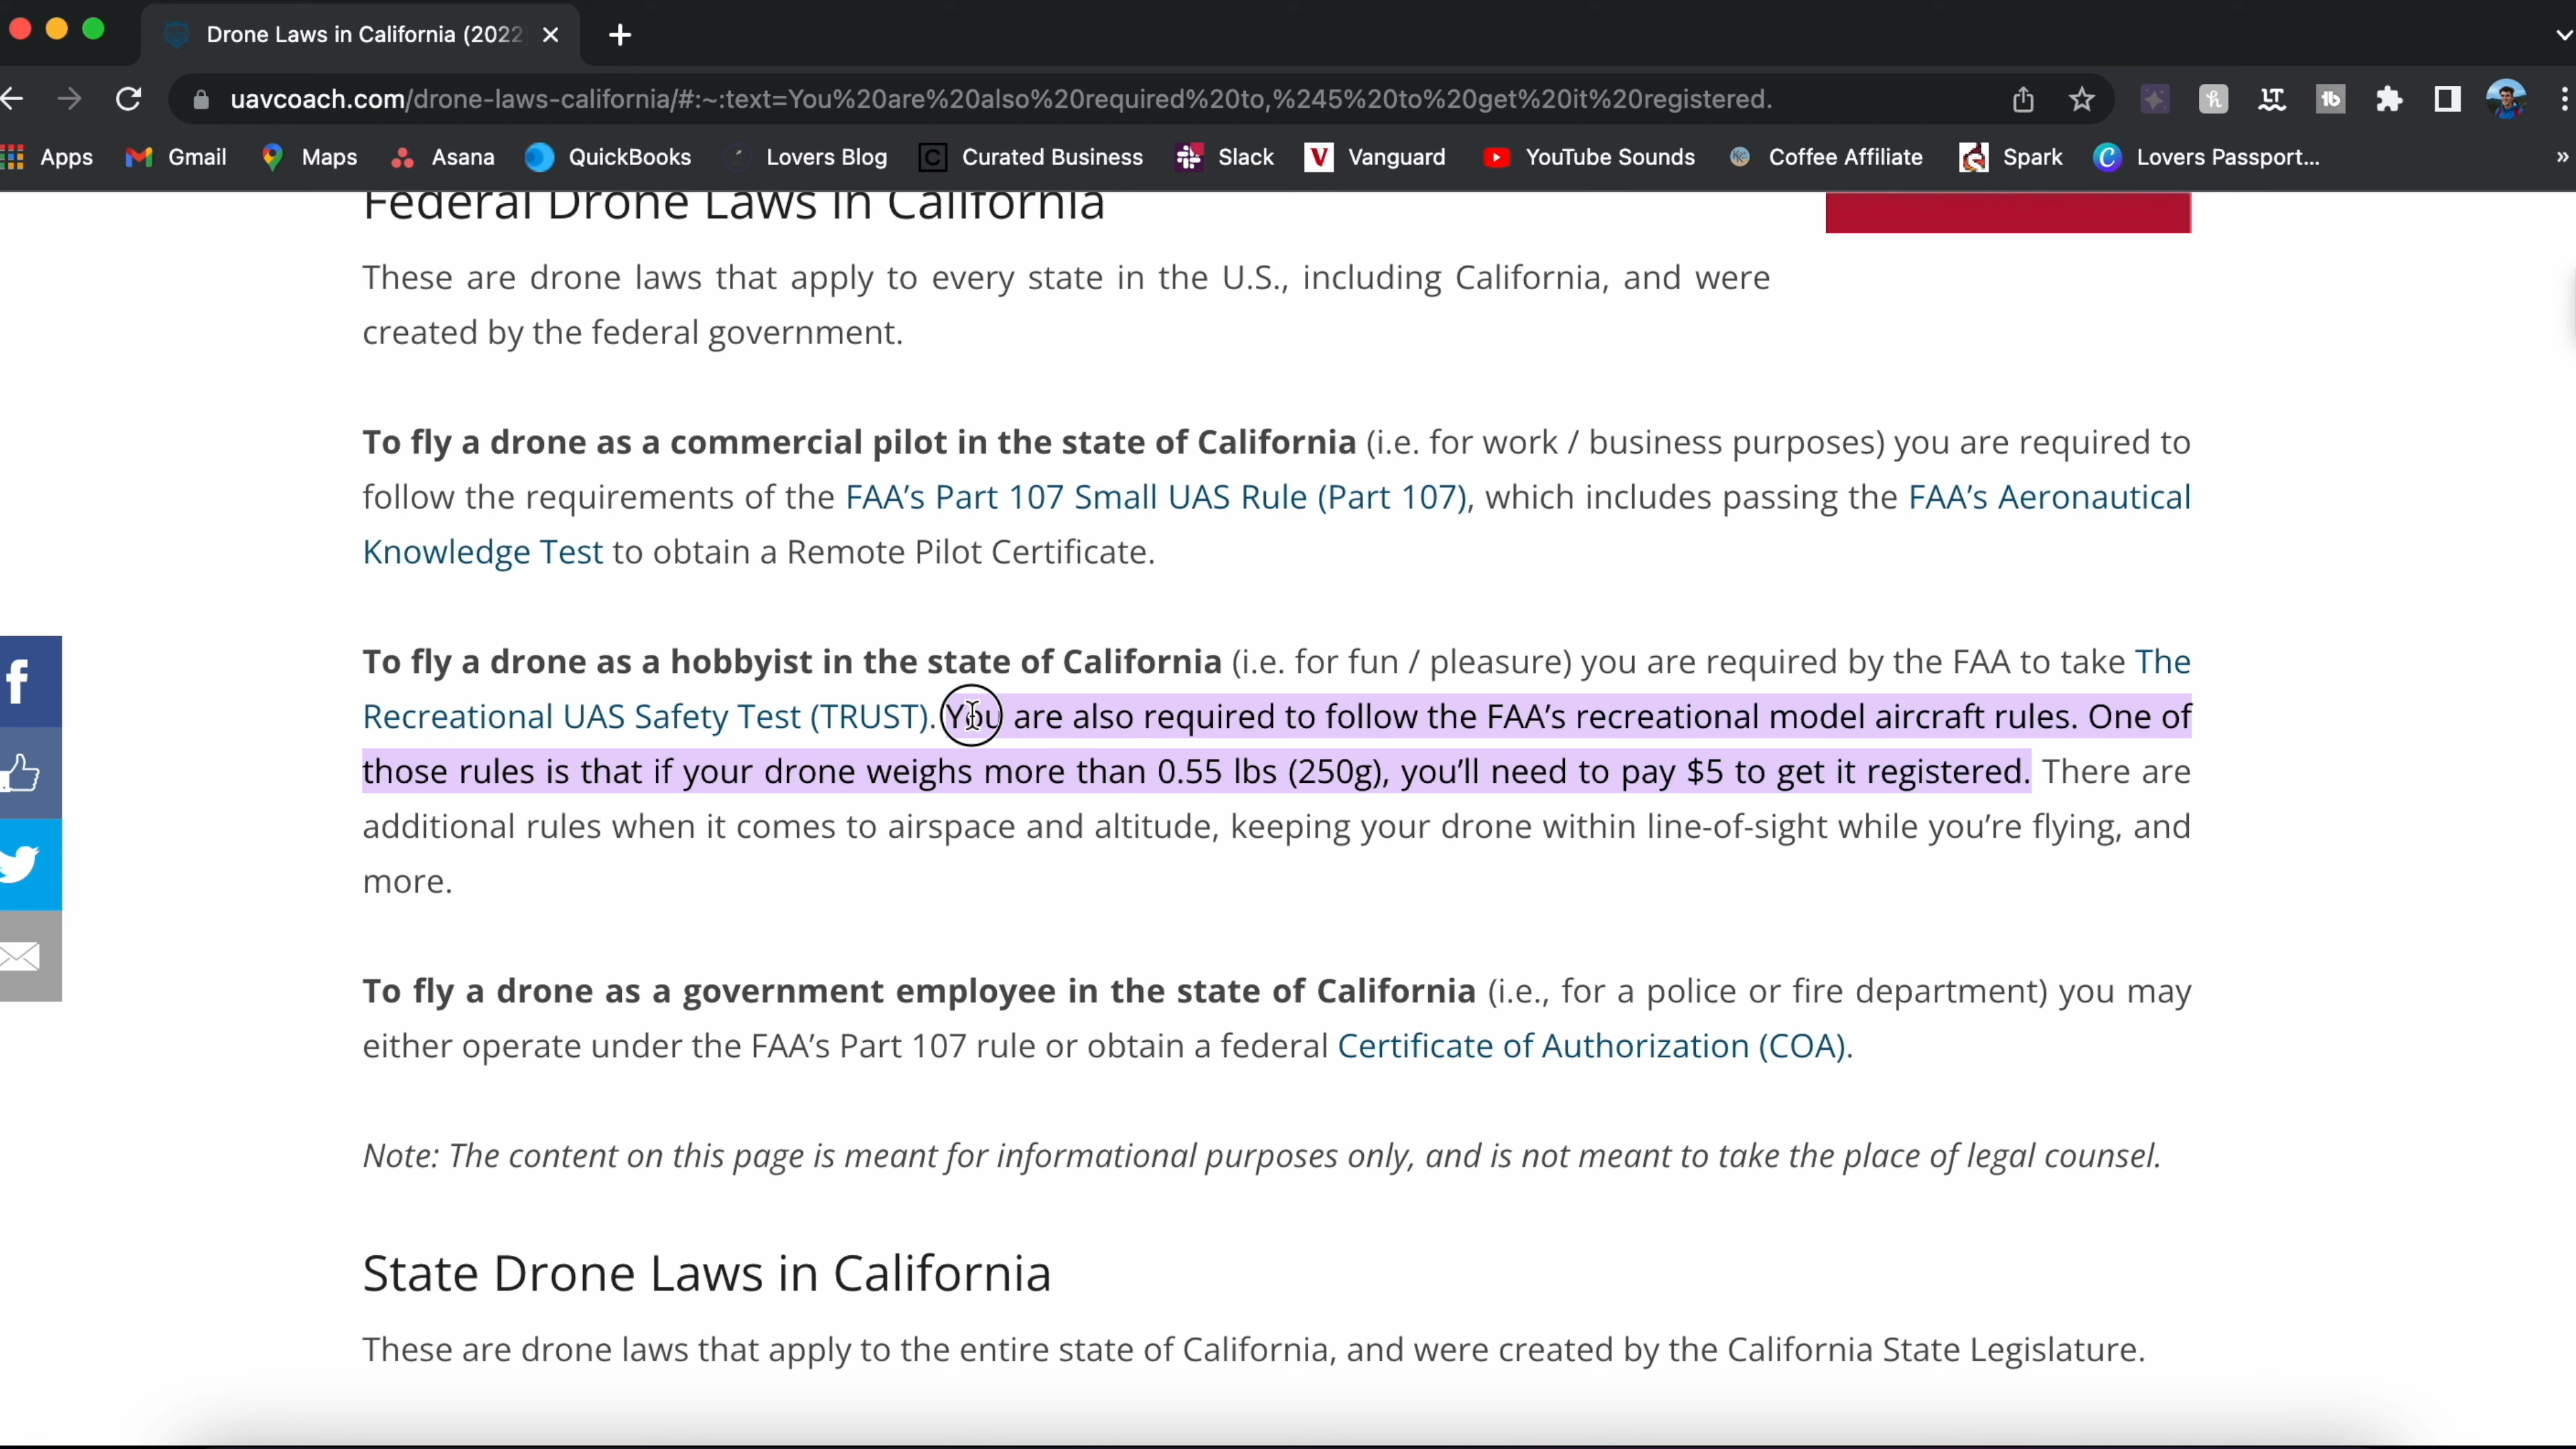 Drone Laws in California (2022
uavcoach.com/drone-laws-california/#:~:text=You%20are%20also%20required%20to,%245%20to%20get%20it%20registered.
Apps Gmail Maps Asana QuickBooks Lovers Blog Curated Business Slack Vanguard YouTube Sounds Coffee Affiliate Spark Lovers Passport... »
Federal Drone Laws in California
These are drone laws that apply to every state in the U.S., including California, and were
created by the federal government.
To fly a drone as a commercial pilot in the state of California (i.e. for work / business purposes) you are required to
follow the requirements of the FAA’s Part 107 Small UAS Rule (Part 107), which includes passing the FAA’s Aeronautical
Knowledge Test to obtain a Remote Pilot Certificate.
To fly a drone as a hobbyist in the state of California (i.e. for fun / pleasure) you are required by the FAA to take The
Recreational UAS Safety Test (TRUST). You are also required to follow the FAA’s recreational model aircraft rules. One of
those rules is that if your drone weighs more than 0.55 lbs (250g), you’ll need to pay $5 to get it registered. There are
additional rules when it comes to airspace and altitude, keeping your drone within line-of-sight while you’re flying, and
more.
To fly a drone as a government employee in the state of California (i.e., for a police or fire department) you may
either operate under the FAA’s Part 107 rule or obtain a federal Certificate of Authorization (COA).
Note: The content on this page is meant for informational purposes only, and is not meant to take the place of legal counsel.
State Drone Laws in California
These are drone laws that apply to the entire state of California, and were created by the California State Legislature.